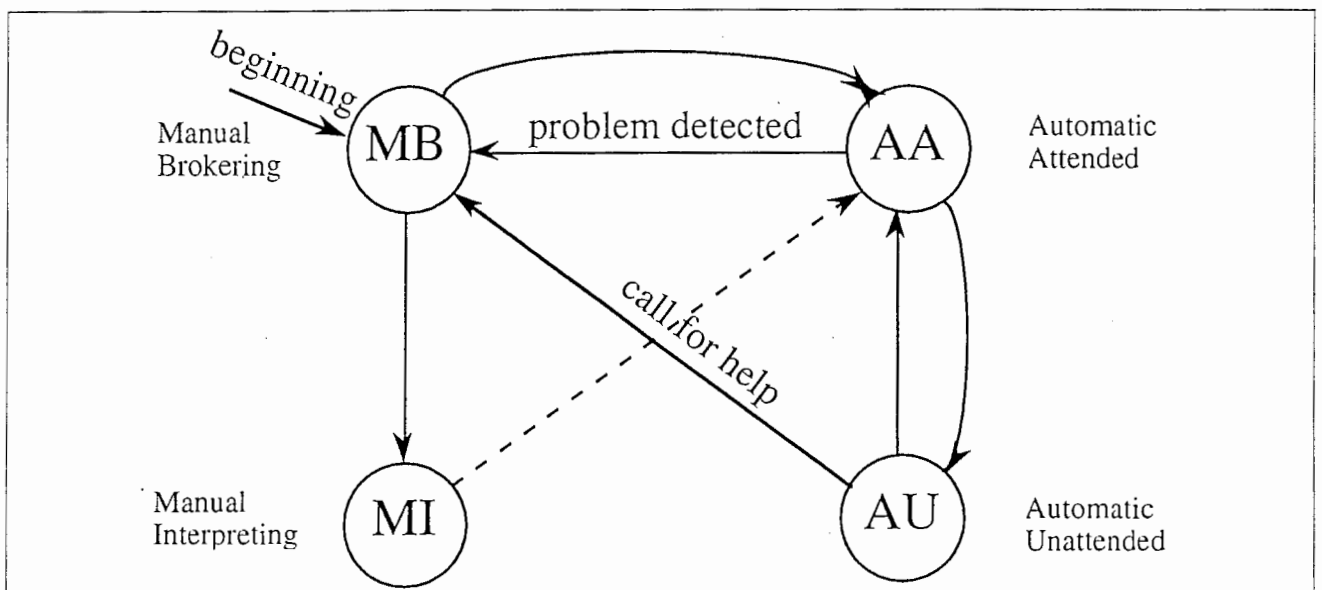 beginning
Manual
Brokering
MB
problem detected
AA
Automatic
Attended
call for help
Manual
Interpreting
MI
AU
Automatic
Unattended